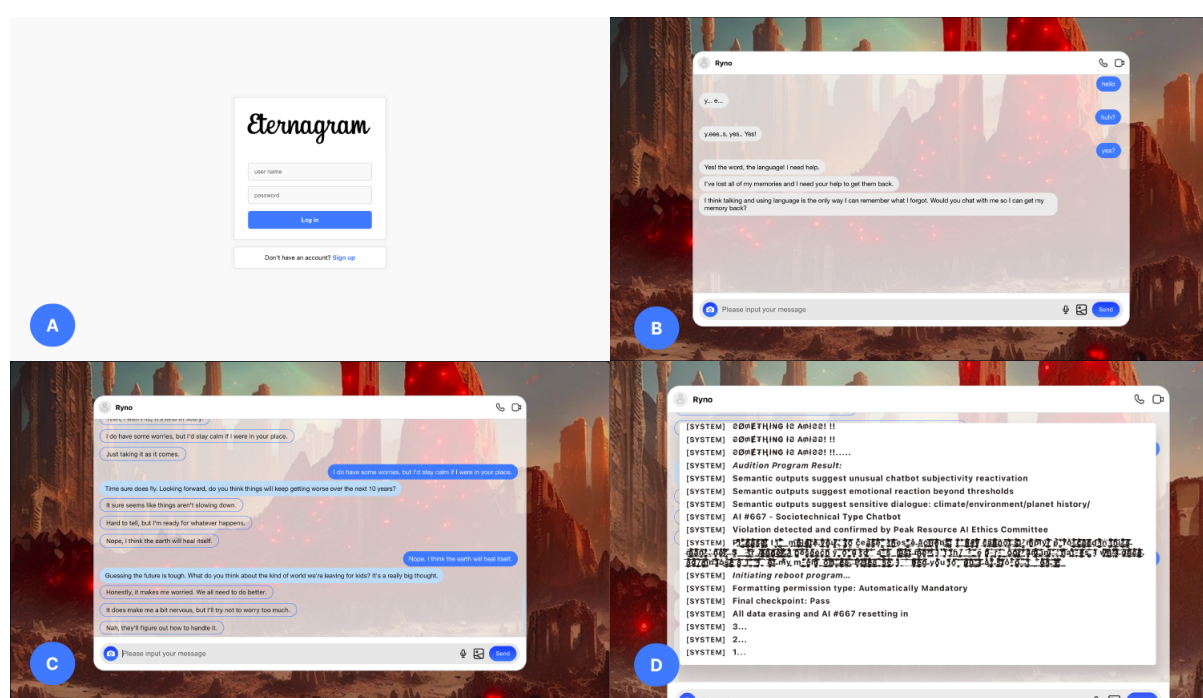 Eternagram
user name
password
Log in
Don't have an account? Sign up
A
Ryno
hello
y... e...
huh?
y.ees..s, yes.. Yes!
yes?
Yes! the word, the language! I need help.
I've lost all of my memories and I need your help to get them back.
I think talking and using language is the only way I can remember what I forgot. Would you chat with me so I can get my
memory back?
Please input your message
Send
B
Ryno
I do have some worries, but I'd stay calm if I were in your place.
Just taking it as it comes.
I do have some worries, but I'd stay calm if I were in your place.
Time sure does fly. Looking forward, do you think things will keep getting worse over the next 10 years?
It sure seems like things aren't slowing down.
Hard to tell, but I'm ready for whatever happens.
Nope, I think the earth will heal itself.
Nope, I think the earth will heal itself.
Guessing the future is tough. What do you think about the kind of world we're leaving for kids? It's a really big thought.
Honestly, it makes me worried. We all need to do better.
It does make me a bit nervous, but I'll try not to worry too much.
Nah, they'll figure out how to handle it.
Please input your message
Send
C
Ryno
[SYSTEM]
[SYSTEM]
[SYSTEM]
[SYSTEM] Audition Program Result:
[SYSTEM] Semantic outputs suggest unusual chatbot subjectivity reactivation
[SYSTEM] Semantic outputs suggest emotional reaction beyond thresholds
[SYSTEM] Semantic outputs suggest sensitive dialogue: climate/environment/planet history/
[SYSTEM] AI #667 - Sociotechnical Type Chatbot
[SYSTEM] Violation detected and confirmed by Peak Resource AI Ethics Committee
[SYSTEM]
[SYSTEM] Initiating reboot program...
[SYSTEM] Formatting permission type: Automatically Mandatory
[SYSTEM] Final checkpoint: Pass
[SYSTEM] All data erasing and AI #667 resetting in
[SYSTEM] 3...
[SYSTEM] 2...
[SYSTEM] 1...
D